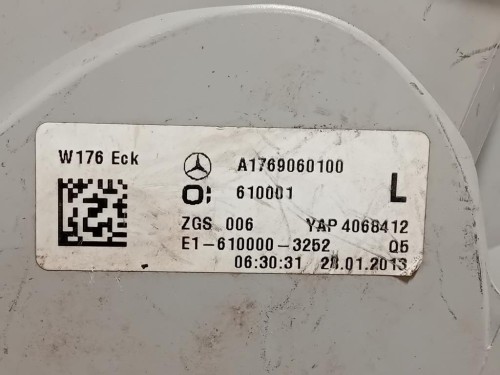 W176 Eck A1769060100
610001 L
ZGS 006 YAP 4068412
E1-610000-3252 Q5
06:30:31 28.01.2013